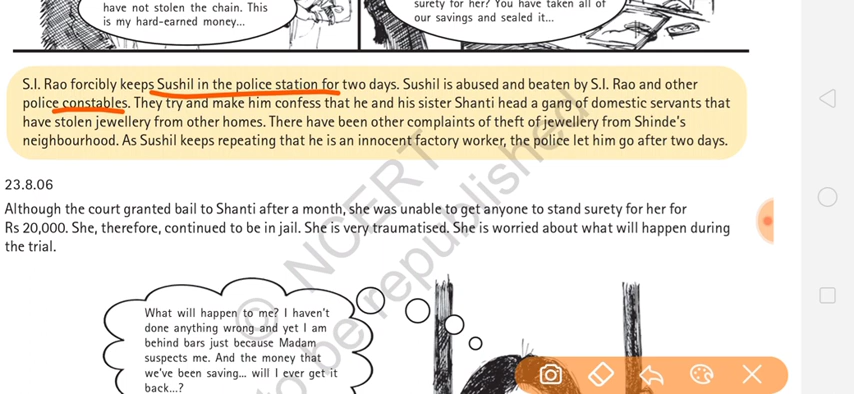 have not stolen the chain. This
is my hard-earned money...
surety for her? You have taken all of
our savings and sealed it...
S.I. Rao forcibly keeps Sushil in the police station for two days. Sushil is abused and beaten by S.I. Rao and other
police constables. They try and make him confess that he and his sister Shanti head a gang of domestic servants that
have stolen jewellery from other homes. There have been other complaints of theft of jewellery from Shinde's
neighbourhood. As Sushil keeps repeating that he is an innocent factory worker, the police let him go after two days.
23.8.06
Although the court granted bail to Shanti after a month, she was unable to get anyone to stand surety for her for
Rs 20,000. She, therefore, continued to be in jail. She is very traumatised. She is worried about what will happen during
the trial.
What will happen to me? I haven't
done anything wrong and yet I am
behind bars just because Madam
suspects me. And the money that
we've been saving... will I ever get it
back...?
© NCERT
to be republished